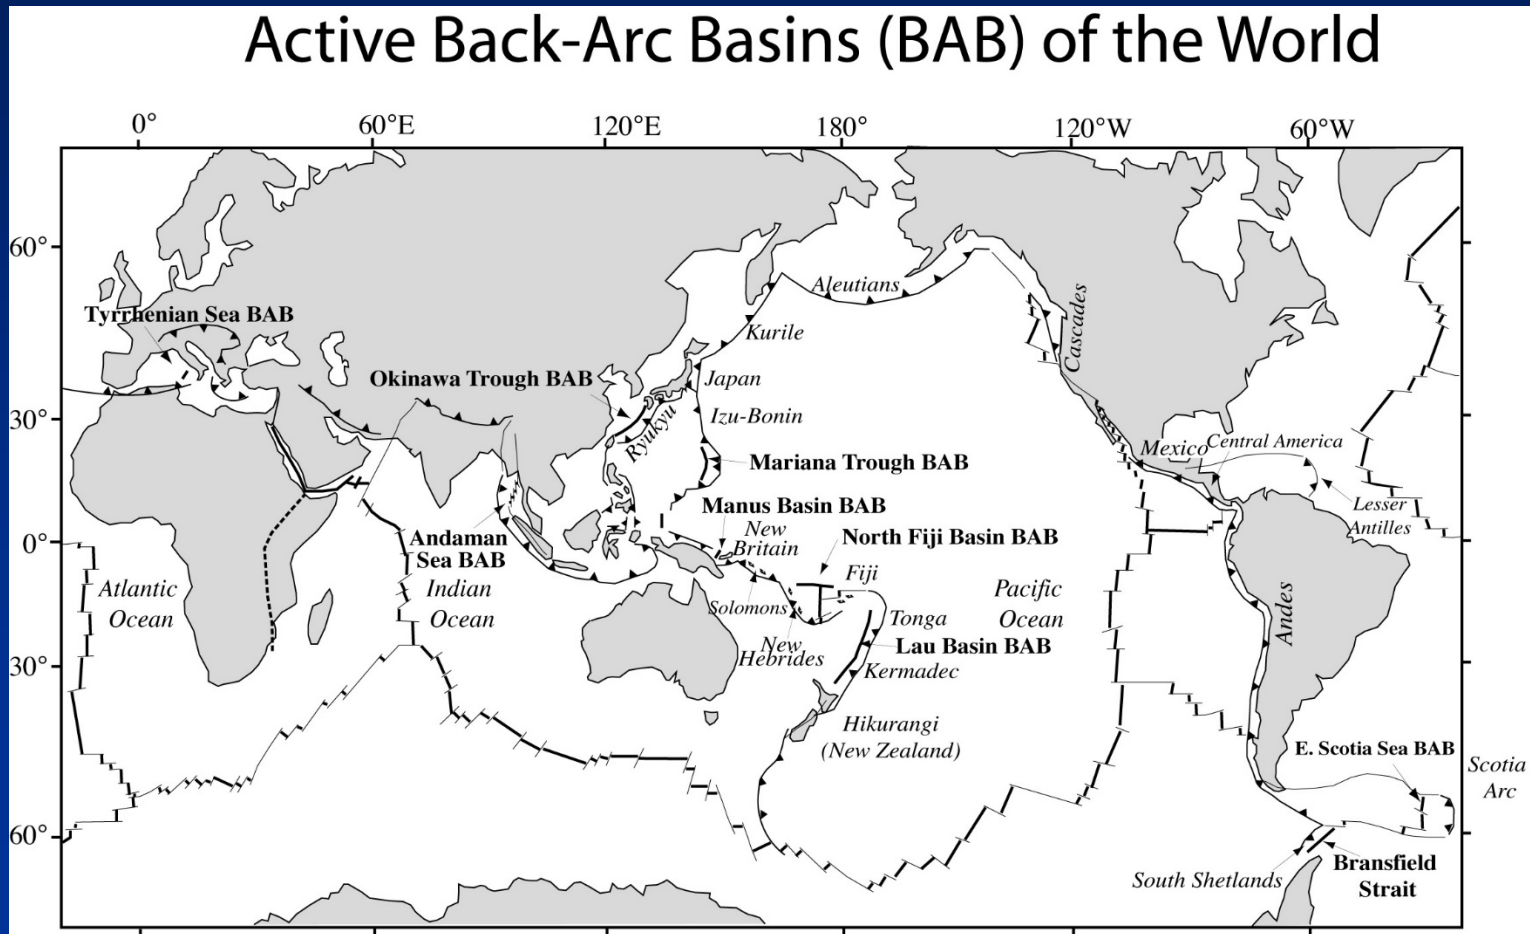 Active Back-Arc Basins (BAB) of the World
0°
60°E
120°E
180°
120°W
60°W
60°
Aleutians
Tyrrhenian Sea BAB
Kurile
Cascades
Okinawa Trough BAB
Japan
30°
Ryukyu
Izu-Bonin
Mexico
Central America
Mariana Trough BAB
Manus Basin BAB
Lesser
Antilles
New
Britain
North Fiji Basin BAB
0°
Andaman
Sea BAB
Fiji
Atlantic
Ocean
Indian
Ocean
Solomons
Pacific
Ocean
Andes
Tonga
New
Hebrides
Lau Basin BAB
30°
Kermadec
Hikurangi
(New Zealand)
E. Scotia Sea BAB
Scotia
Arc
60°
South Shetlands
Bransfield
Strait